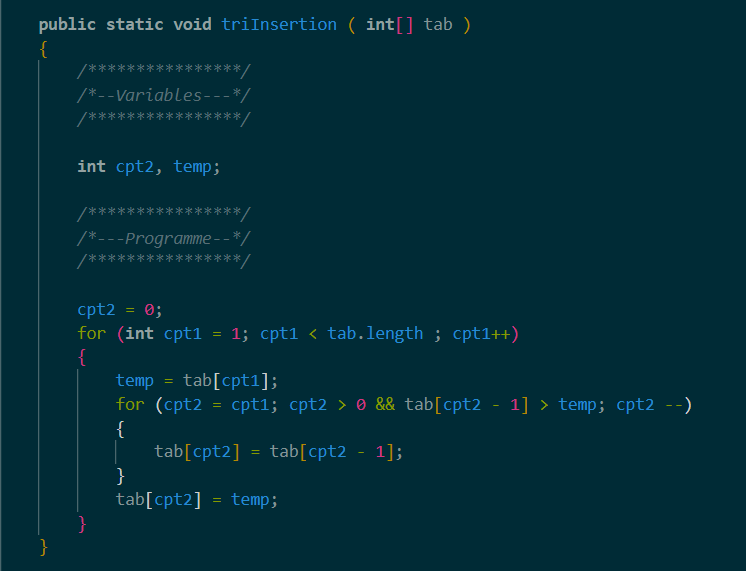 public static void triInsertion ( int[] tab )
{
/****************/
/*--Variables---*/
/****************/
int cpt2, temp;
/****************/
/*---Programme--*/
/****************/
cpt2 = 0;
for (int cpt1 = 1; cpt1 < tab.length ; cpt1++)
{
temp = tab[cpt1];
for (cpt2 = cpt1; cpt2 > 0 && tab[cpt2 - 1] > temp; cpt2 --)
{
tab[cpt2] = tab[cpt2 - 1];
}
tab[cpt2] = temp;
}
}